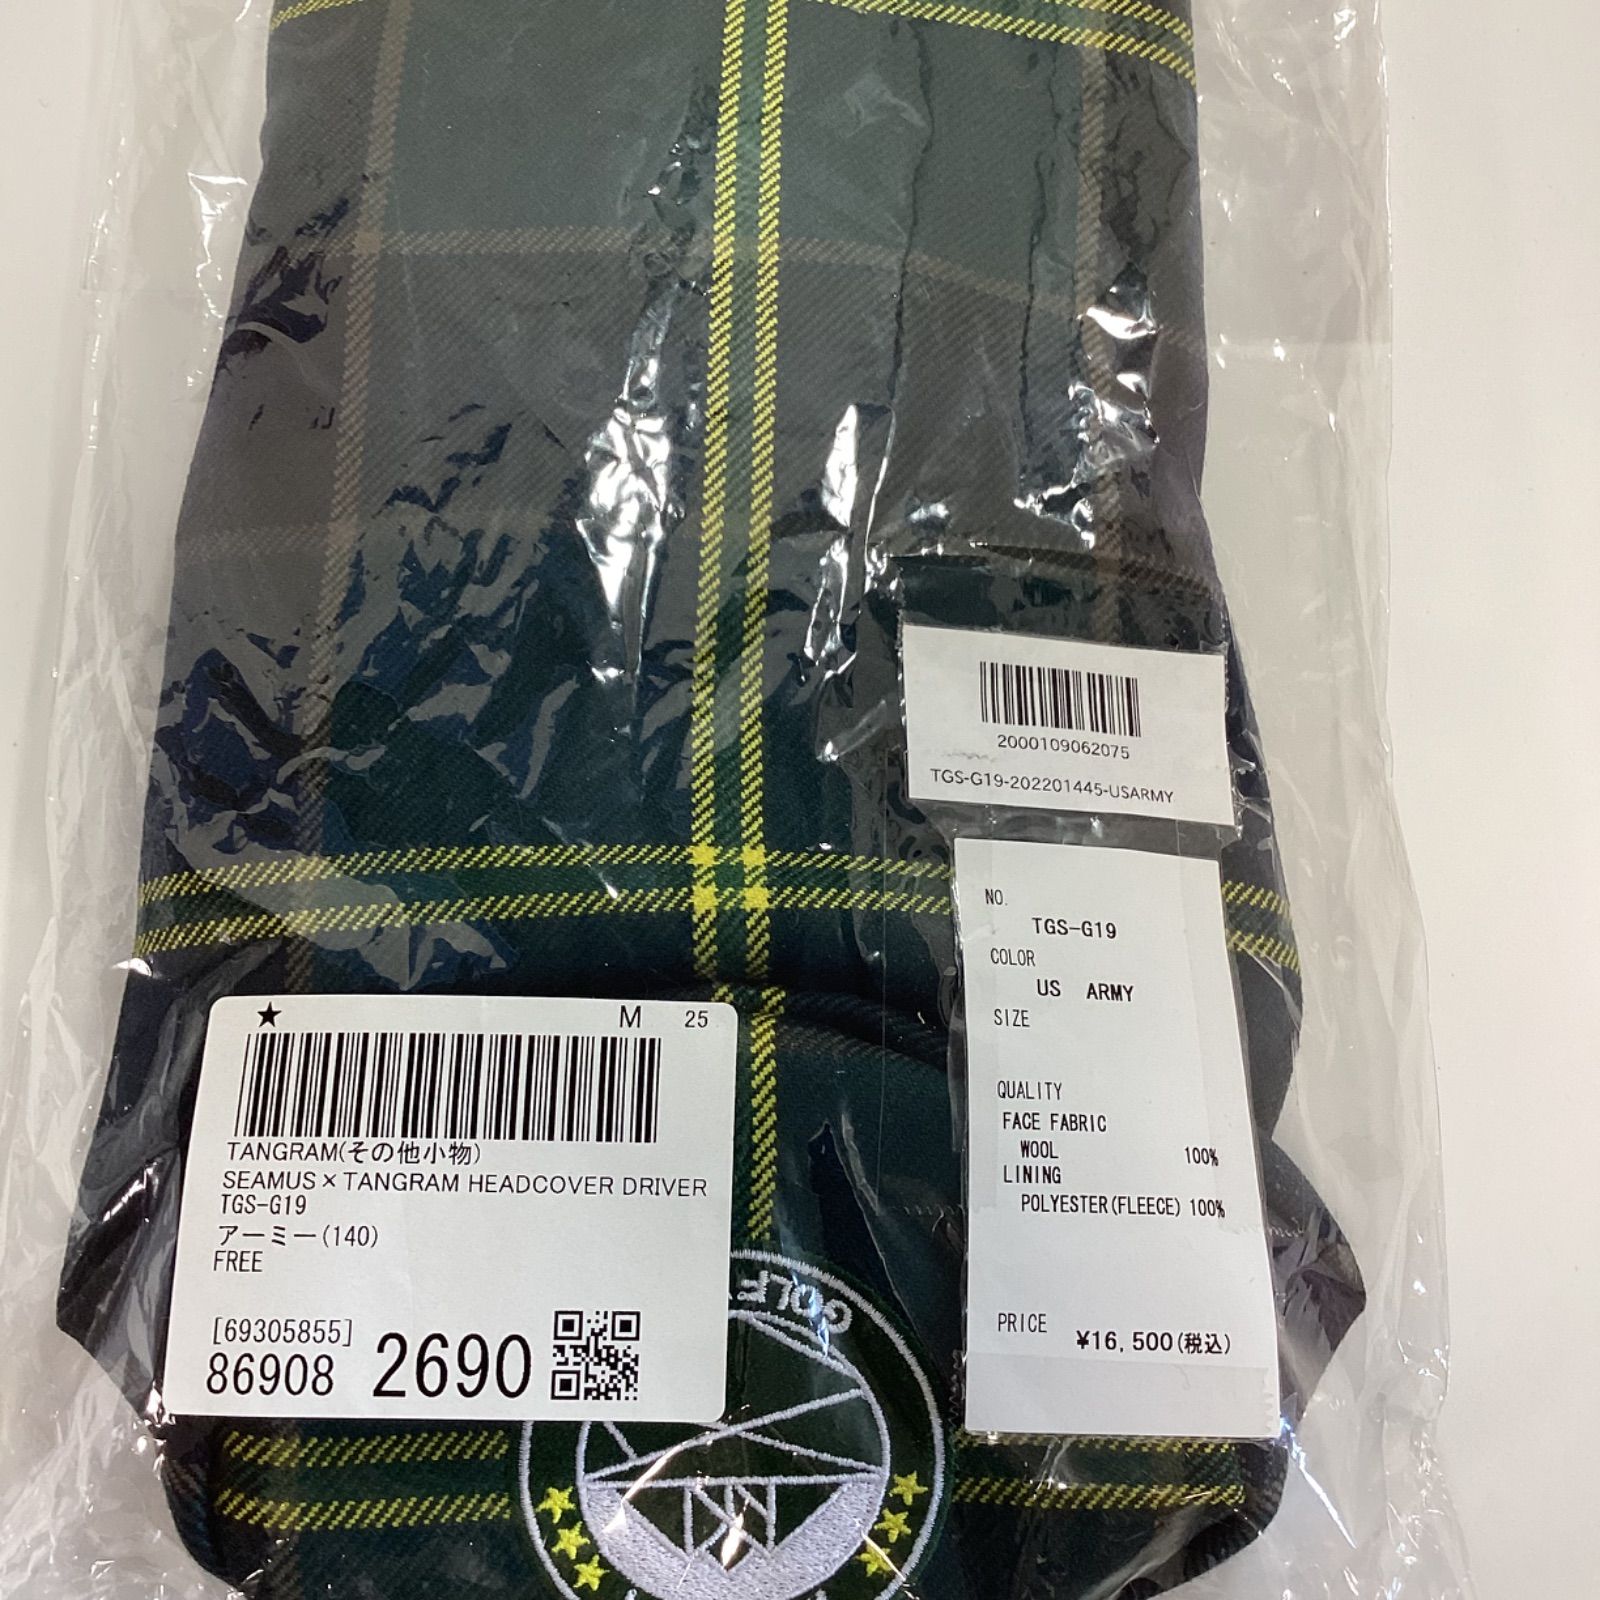 2000109062075
TGS-G19-202201445-USARMY
NO.
TGS-G19
COLOR
US ARMY
SIZE
QUALITY
FACE FABRIC
WOOL 100%
LINING
POLYESTER(FLEECE) 100%
PRICE ¥16,500(税込)
★ M 25
TANGRAM(その他小物)
SEAMUS×TANGRAM HEADCOVER DRIVER
TGS-G19
アーミー(140)
FREE
[69305855]
86908 2690
GOLF